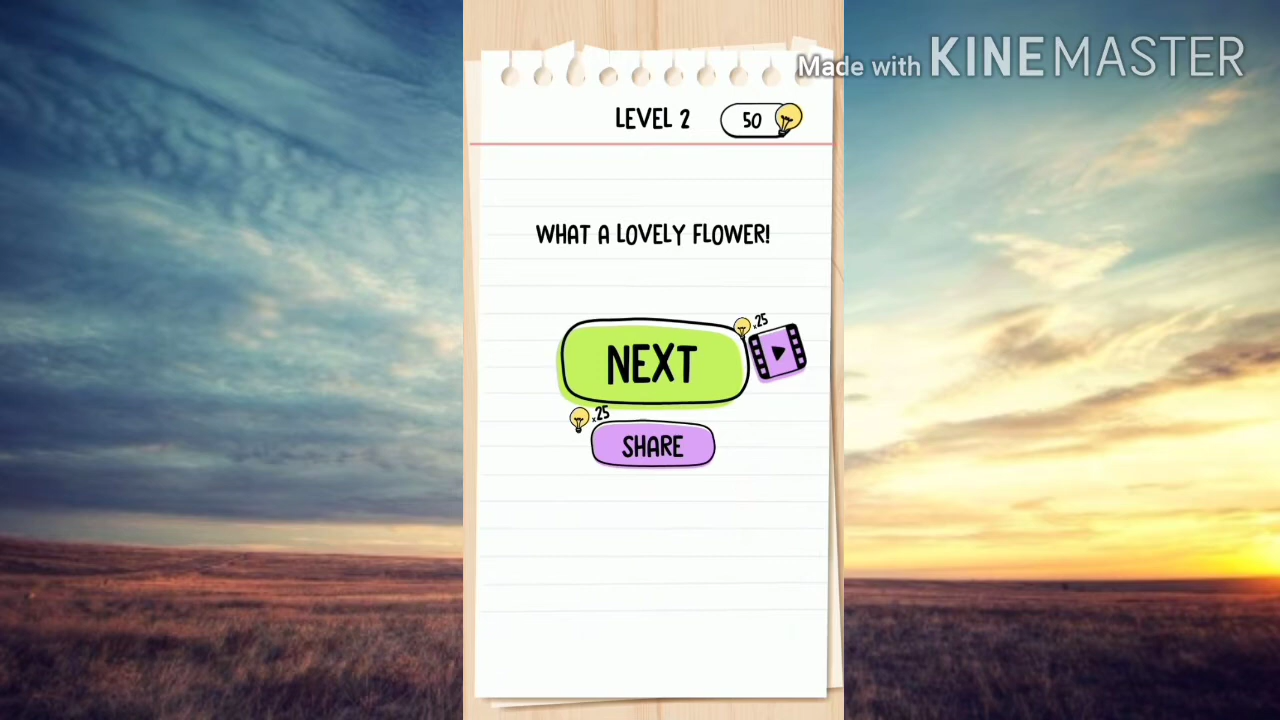 Made with KINEMASTER
LEVEL 2
50
WHAT A LOVELY FLOWER!
x25
NEXT
x25
SHARE